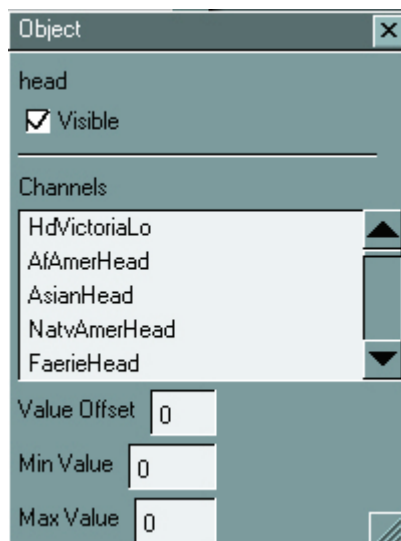 Object
head
Visible
Channels
HdVictoriaLo
AfAmerHead
AsianHead
NatvAmerHead
FaerieHead
Value Offset 0
Min Value 0
Max Value 0